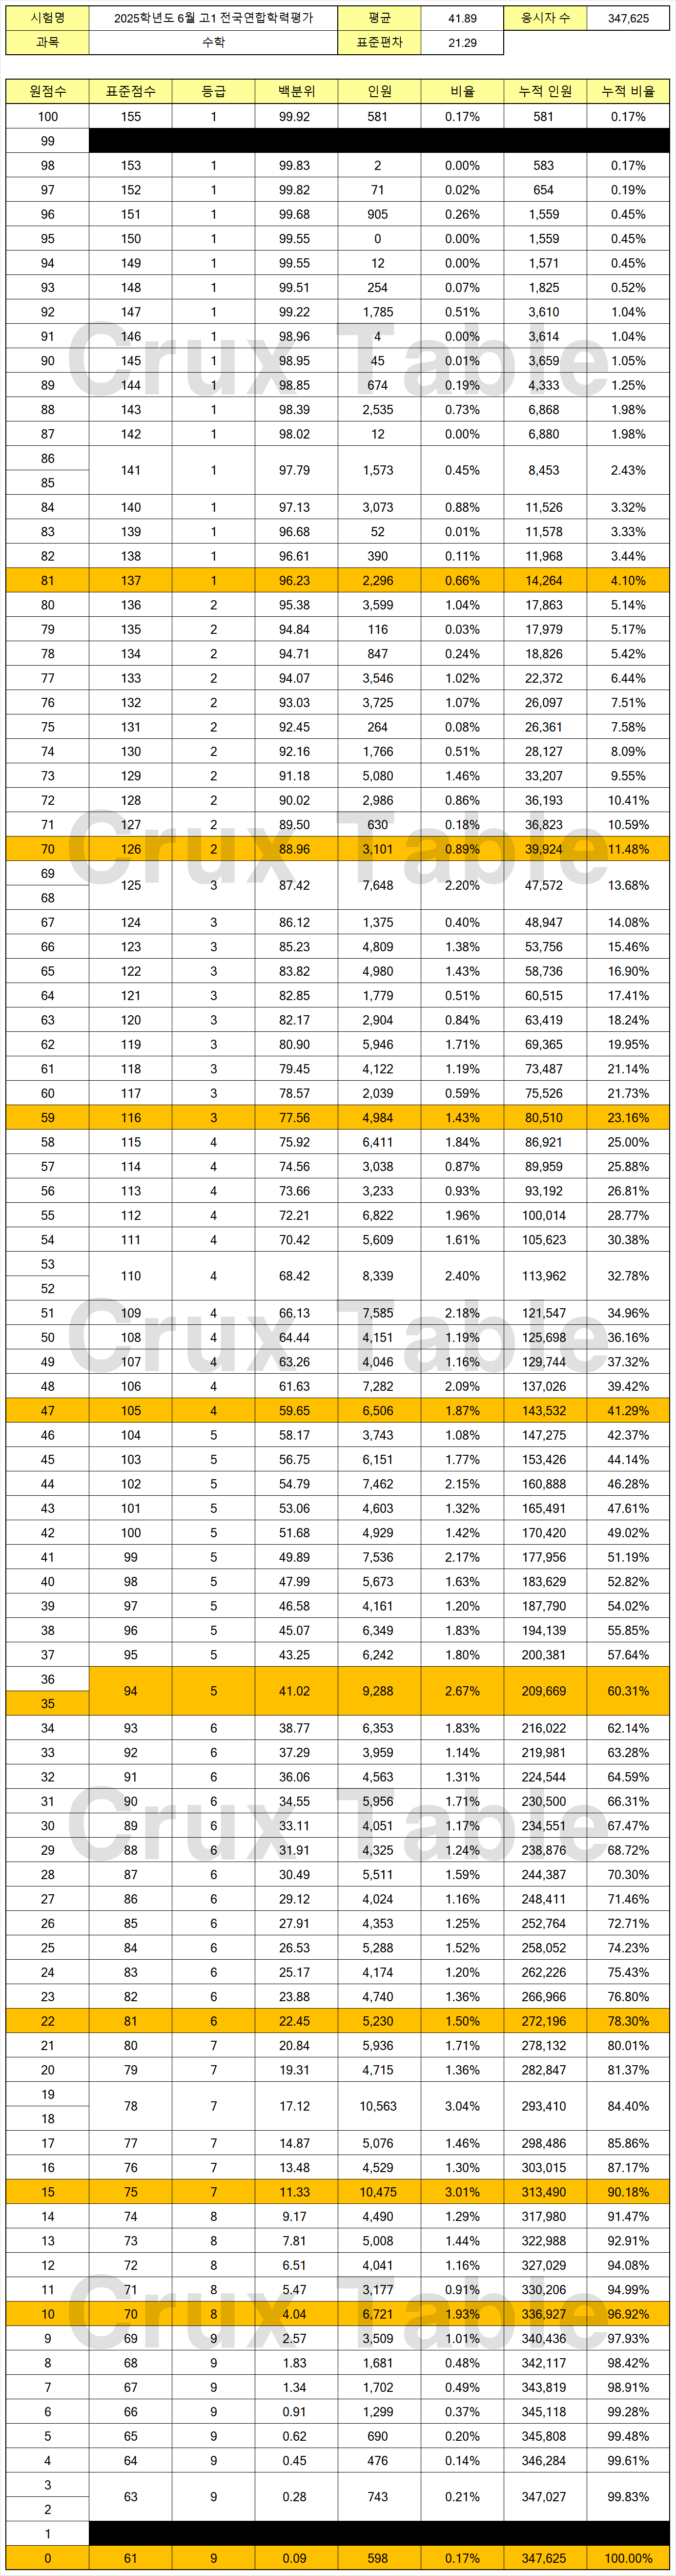 시험명 2025학년도 6월 고1 전국연합학력평가 평균 41.89 응시자 수 347,625
과목 수학 표준편차 21.29
원점수 표준점수 등급 백분위 인원 비율 누적 인원 누적 비율
100 155 1 99.92 581 0.17% 581 0.17%
99
98 153 1 99.83 2 0.00% 583 0.17%
97 152 1 99.82 71 0.02% 654 0.19%
96 151 1 99.68 905 0.26% 1,559 0.45%
95 150 1 99.55 0 0.00% 1,559 0.45%
94 149 1 99.55 12 0.00% 1,571 0.45%
93 148 1 99.51 254 0.07% 1,825 0.52%
92 147 1 99.22 1,785 0.51% 3,610 1.04%
91 146 1 98.96 4 0.00% 3,614 1.04%
Crux Table
90 145 1 98.95 45 0.01% 3,659 1.05%
89 144 1 98.85 674 0.19% 4,333 1.25%
88 143 1 98.39 2,535 0.73% 6,868 1.98%
87 142 1 98.02 12 0.00% 6,880 1.98%
86
141 1 97.79 1,573 0.45% 8,453 2.43%
85
84 140 1 97.13 3,073 0.88% 11,526 3.32%
83 139 1 96.68 52 0.01% 11,578 3.33%
82 138 1 96.61 390 0.11% 11,968 3.44%
81 137 1 96.23 2,296 0.66% 14,264 4.10%
80 136 2 95.38 3,599 1.04% 17,863 5.14%
79 135 2 94.84 116 0.03% 17,979 5.17%
78 134 2 94.71 847 0.24% 18,826 5.42%
77 133 2 94.07 3,546 1.02% 22,372 6.44%
76 132 2 93.03 3,725 1.07% 26,097 7.51%
75 131 2 92.45 264 0.08% 26,361 7.58%
74 130 2 92.16 1,766 0.51% 28,127 8.09%
73 129 2 91.18 5,080 1.46% 33,207 9.55%
72 128 2 90.02 2,986 0.86% 36,193 10.41%
71 127 2 89.50 630 0.18% 36,823 10.59%
Crux Table
70 126 2 88.96 3,101 0.89% 39,924 11.48%
69
125 3 87.42 7,648 2.20% 47,572 13.68%
68
67 124 3 86.12 1,375 0.40% 48,947 14.08%
66 123 3 85.23 4,809 1.38% 53,756 15.46%
65 122 3 83.82 4,980 1.43% 58,736 16.90%
64 121 3 82.85 1,779 0.51% 60,515 17.41%
63 120 3 82.17 2,904 0.84% 63,419 18.24%
62 119 3 80.90 5,946 1.71% 69,365 19.95%
61 118 3 79.45 4,122 1.19% 73,487 21.14%
60 117 3 78.57 2,039 0.59% 75,526 21.73%
59 116 3 77.56 4,984 1.43% 80,510 23.16%
58 115 4 75.92 6,411 1.84% 86,921 25.00%
57 114 4 74.56 3,038 0.87% 89,959 25.88%
56 113 4 73.66 3,233 0.93% 93,192 26.81%
55 112 4 72.21 6,822 1.96% 100,014 28.77%
54 111 4 70.42 5,609 1.61% 105,623 30.38%
53
110 4 68.42 8,339 2.40% 113,962 32.78%
52
51 109 4 66.13 7,585 2.18% 121,547 34.96%
Crux Table
50 108 4 64.44 4,151 1.19% 125,698 36.16%
49 107 4 63.26 4,046 1.16% 129,744 37.32%
48 106 4 61.63 7,282 2.09% 137,026 39.42%
47 105 4 59.65 6,506 1.87% 143,532 41.29%
46 104 5 58.17 3,743 1.08% 147,275 42.37%
45 103 5 56.75 6,151 1.77% 153,426 44.14%
44 102 5 54.79 7,462 2.15% 160,888 46.28%
43 101 5 53.06 4,603 1.32% 165,491 47.61%
42 100 5 51.68 4,929 1.42% 170,420 49.02%
41 99 5 49.89 7,536 2.17% 177,956 51.19%
40 98 5 47.99 5,673 1.63% 183,629 52.82%
39 97 5 46.58 4,161 1.20% 187,790 54.02%
38 96 5 45.07 6,349 1.83% 194,139 55.85%
37 95 5 43.25 6,242 1.80% 200,381 57.64%
36
94 5 41.02 9,288 2.67% 209,669 60.31%
35
34 93 6 38.77 6,353 1.83% 216,022 62.14%
33 92 6 37.29 3,959 1.14% 219,981 63.28%
32 91 6 36.06 4,563 1.31% 224,544 64.59%
31 90 6 34.55 5,956 1.71% 230,500 66.31%
Crux Table
30 89 6 33.11 4,051 1.17% 234,551 67.47%
29 88 6 31.91 4,325 1.24% 238,876 68.72%
28 87 6 30.49 5,511 1.59% 244,387 70.30%
27 86 6 29.12 4,024 1.16% 248,411 71.46%
26 85 6 27.91 4,353 1.25% 252,764 72.71%
25 84 6 26.53 5,288 1.52% 258,052 74.23%
24 83 6 25.17 4,174 1.20% 262,226 75.43%
23 82 6 23.88 4,740 1.36% 266,966 76.80%
22 81 6 22.45 5,230 1.50% 272,196 78.30%
21 80 7 20.84 5,936 1.71% 278,132 80.01%
20 79 7 19.31 4,715 1.36% 282,847 81.37%
19
78 7 17.12 10,563 3.04% 293,410 84.40%
18
17 77 7 14.87 5,076 1.46% 298,486 85.86%
16 76 7 13.48 4,529 1.30% 303,015 87.17%
15 75 7 11.33 10,475 3.01% 313,490 90.18%
14 74 8 9.17 4,490 1.29% 317,980 91.47%
13 73 8 7.81 5,008 1.44% 322,988 92.91%
12 72 8 6.51 4,041 1.16% 327,029 94.08%
11 71 8 5.47 3,177 0.91% 330,206 94.99%
Crux Table
10 70 8 4.04 6,721 1.93% 336,927 96.92%
9 69 9 2.57 3,509 1.01% 340,436 97.93%
8 68 9 1.83 1,681 0.48% 342,117 98.42%
7 67 9 1.34 1,702 0.49% 343,819 98.91%
6 66 9 0.91 1,299 0.37% 345,118 99.28%
5 65 9 0.62 690 0.20% 345,808 99.48%
4 64 9 0.45 476 0.14% 346,284 99.61%
3
63 9 0.28 743 0.21% 347,027 99.83%
2
1
0 61 9 0.09 598 0.17% 347,625 100.00%